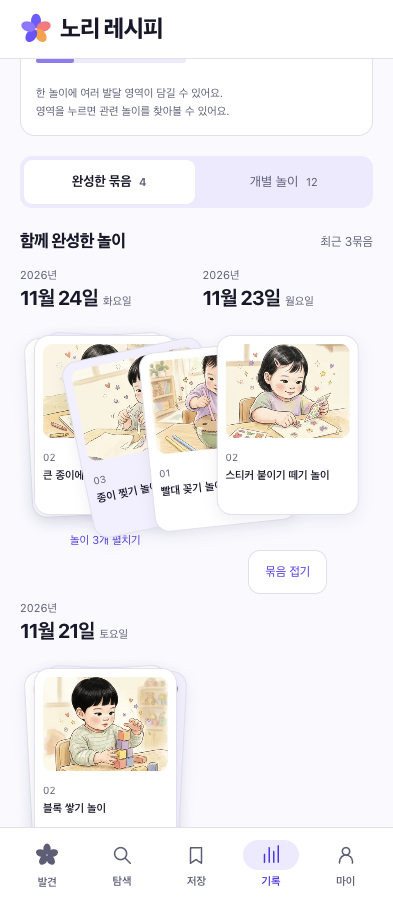 노리 레시피
한 놀이에 여러 발달 영역이 담길 수 있어요.
영역을 누르면 관련 놀이를 찾아볼 수 있어요.
완성한 묶음 4
개별 놀이 12
함께 완성한 놀이
최근 3묶음
2026년
11월 24일 화요일
2026년
11월 23일 월요일
02
큰 종이에
03
종이 찢기 놀이
01
빨대 꽂기 놀이
02
스티커 붙이기 떼기 놀이
놀이 3개 펼치기
묶음 접기
2026년
11월 21일 토요일
02
블록 쌓기 놀이
발견
탐색
저장
기록
마이